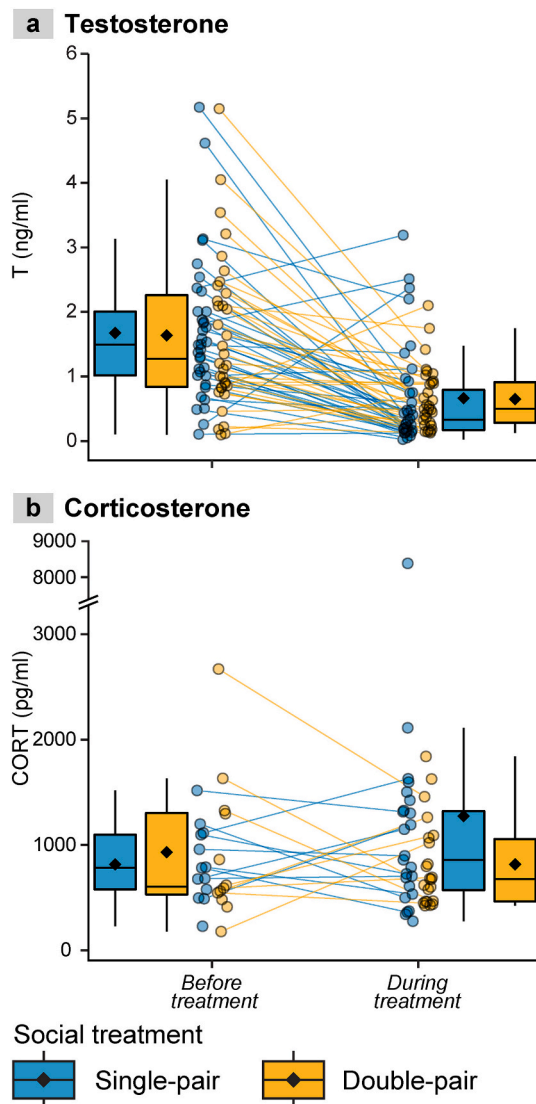 a Testosterone
T (ng/ml)
6
5
4
3
2
1
0
b Corticosterone
CORT (pg/ml)
9000
8000
3000
2000
1000
0
Before
treatment
During
treatment
Social treatment
Single-pair
Double-pair